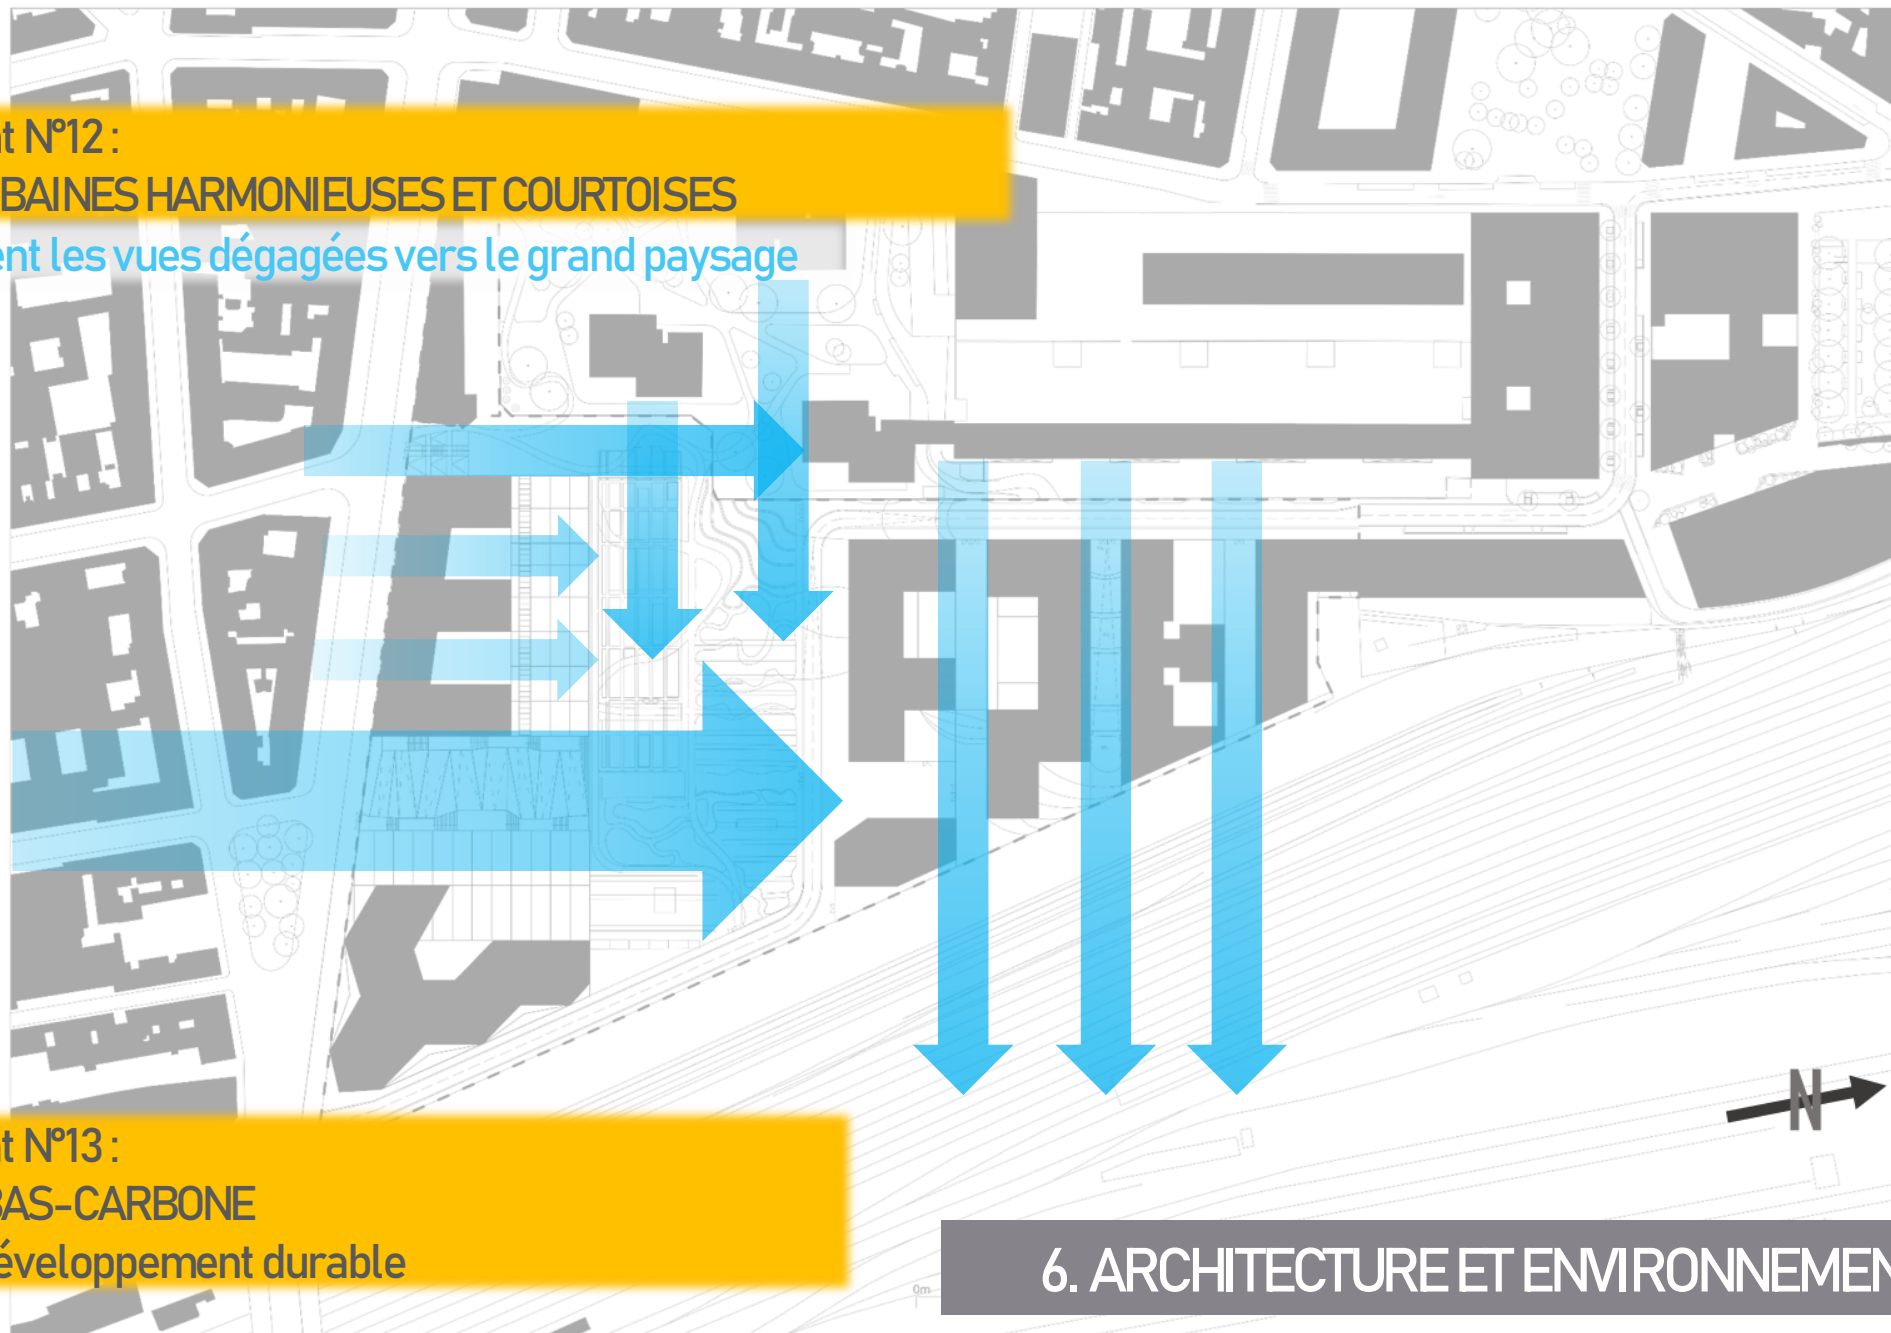 t N°12 :
BAINES HARMONIEUSES ET COURTOISES
ent les vues dégagées vers le grand paysage
N
t N°13 :
BAS-CARBONE
éveloppement durable
0m
6. ARCHITECTURE ET ENVIRONNEMEN